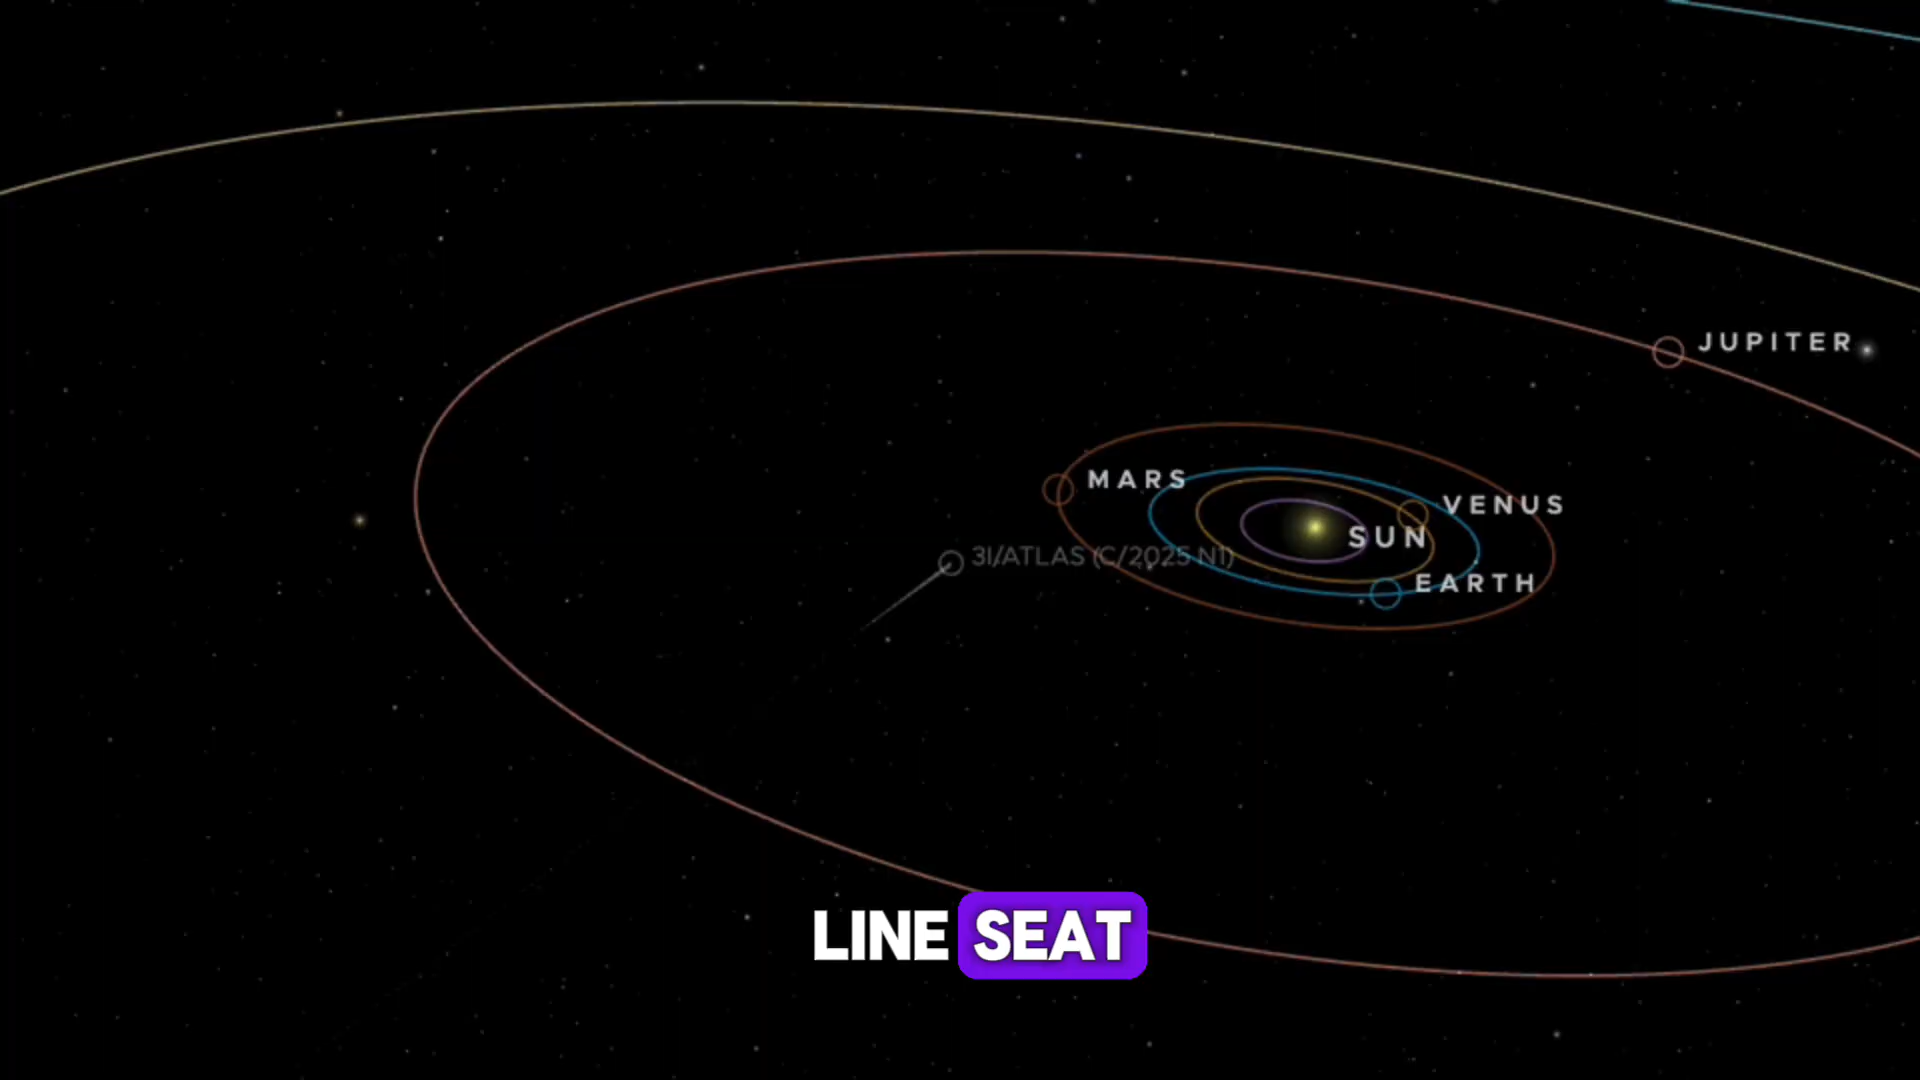 JUPITER
MARS
VENUS
SUN
3I/ATLAS (C/2025 N1)
EARTH
LINE SEAT